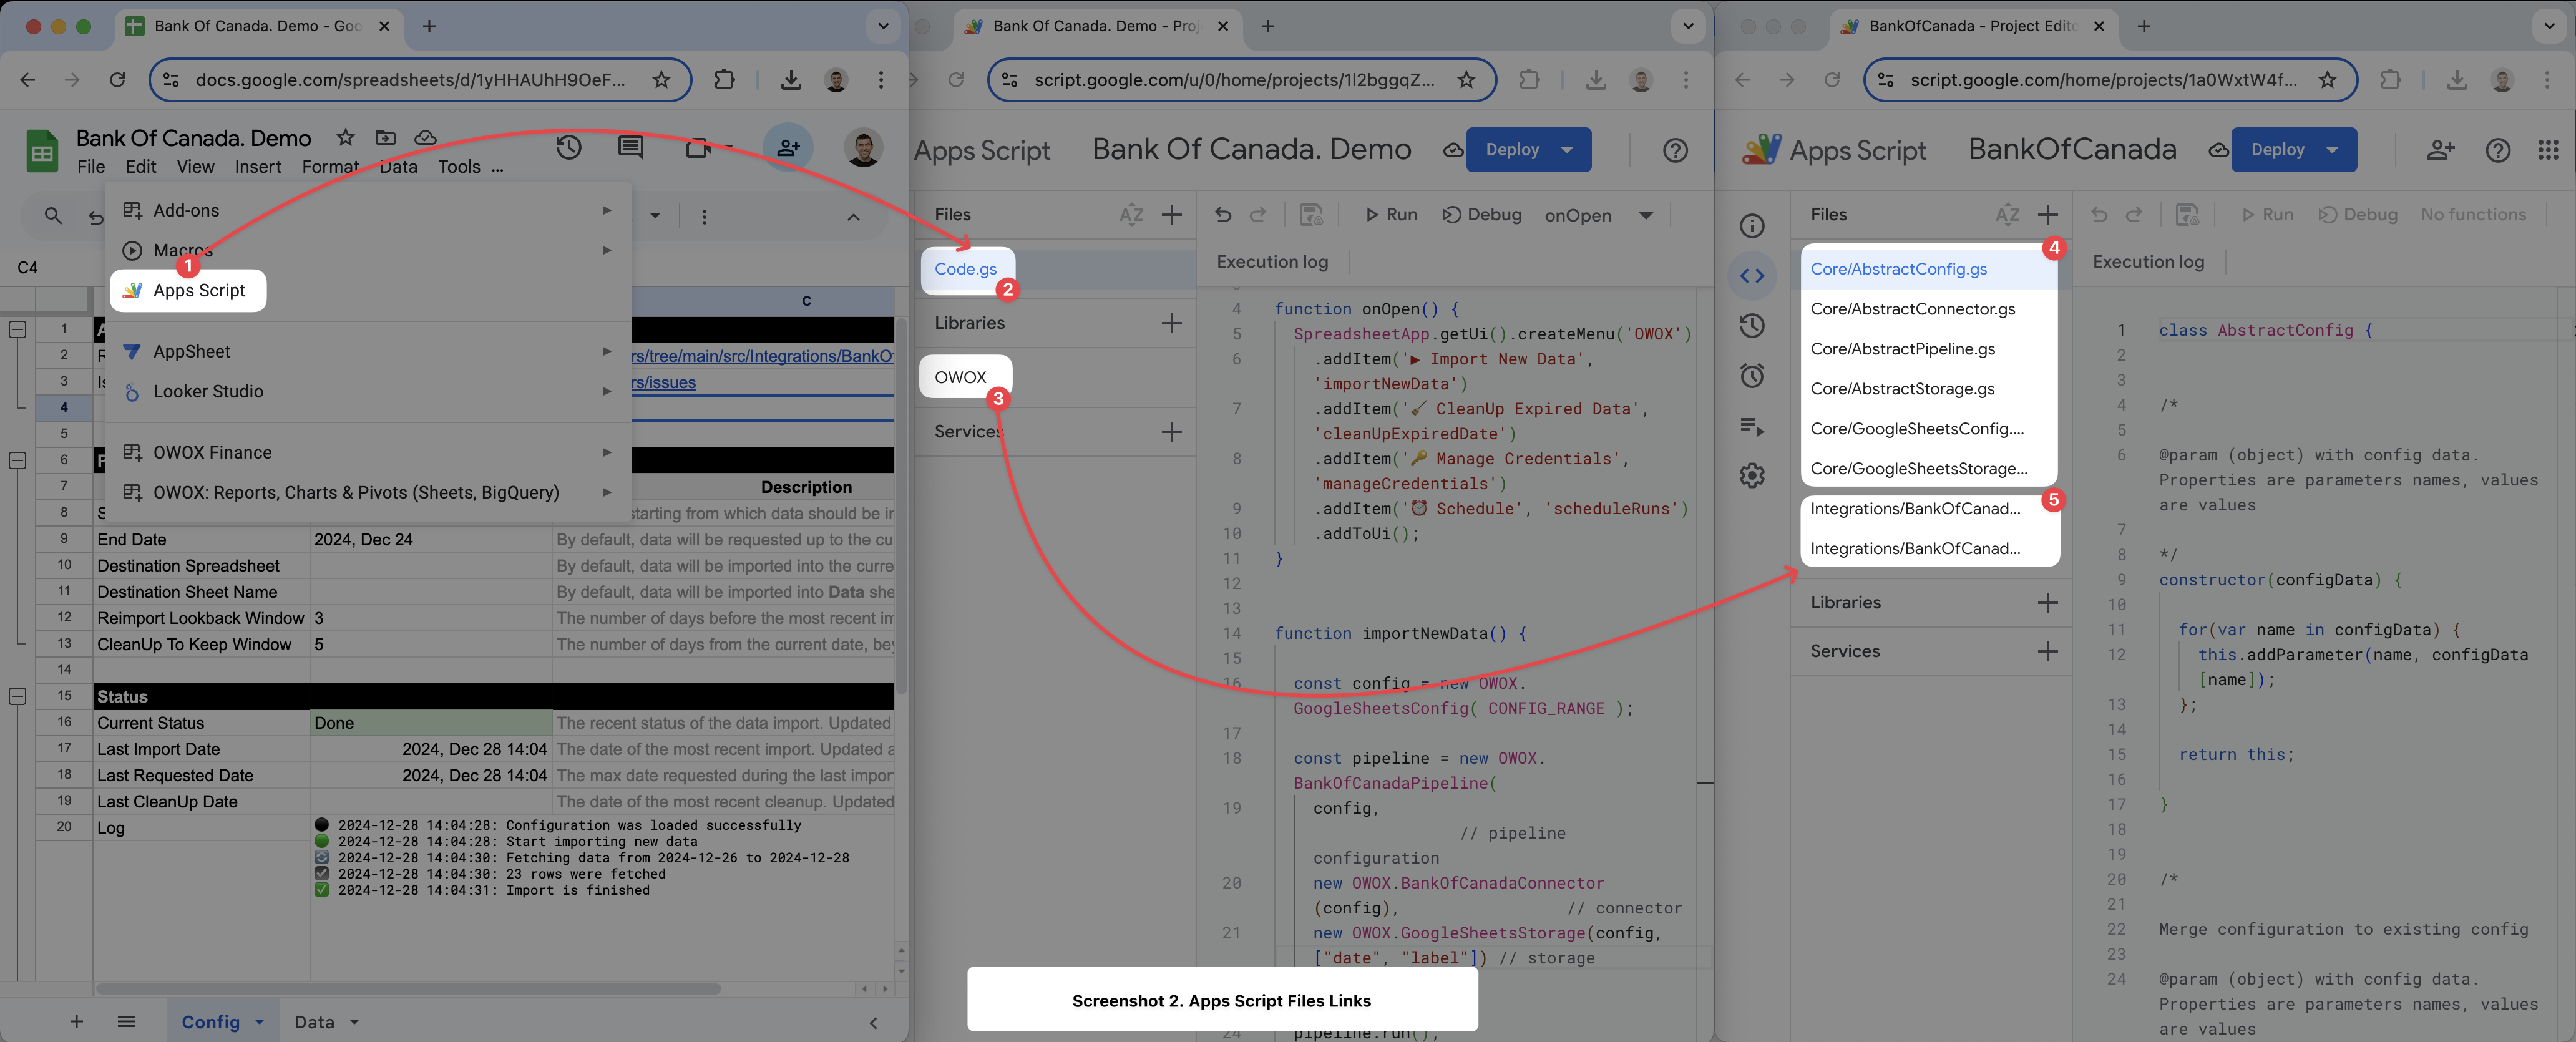 Bank Of Canada. Demo - Goo
docs.google.com/spreadsheets/d/1yHHAUhH9OeF...
Bank Of Canada. Demo
File Edit View Insert Format Data Tools ...
Add-ons
Macros
1
Apps Script
AppSheet
Looker Studio
OWOX Finance
OWOX: Reports, Charts & Pivots (Sheets, BigQuery)
C4
C
1
2 R rs/tree/main/src/Integrations/BankO
3 Is rs/issues
4
5
6
7 Description
8 S starting from which data should be in
9 End Date 2024, Dec 24 By default, data will be requested up to the cu
10 Destination Spreadsheet By default, data will be imported into the curre
11 Destination Sheet Name By default, data will be imported into Data she
12 Reimport Lookback Window 3 The number of days before the most recent im
13 CleanUp To Keep Window 5 The number of days from the current date, bey
14
15 Status
16 Current Status Done The recent status of the data import. Updated
17 Last Import Date 2024, Dec 28 14:04 The date of the most recent import. Updated a
18 Last Requested Date 2024, Dec 28 14:04 The max date requested during the last impor
19 Last CleanUp Date The date of the most recent cleanup. Updated
20 Log
2024-12-28 14:04:28: Configuration was loaded successfully
2024-12-28 14:04:28: Start importing new data
2024-12-28 14:04:30: Fetching data from 2024-12-26 to 2024-12-28
2024-12-28 14:04:30: 23 rows were fetched
2024-12-28 14:04:31: Import is finished
Config Data
Bank Of Canada. Demo - Proj
script.google.com/u/0/home/projects/1l2bggqZ...
Apps Script Bank Of Canada. Demo Deploy
Files AZ Run Debug onOpen
Code.gs
2
Libraries
OWOX
3
Services
Execution log
4 function onOpen() {
5 SpreadsheetApp.getUi().createMenu('OWOX')
6 .addItem('▶ Import New Data',
'importNewData')
7 .addItem('🧹 CleanUp Expired Data',
'cleanUpExpiredDate')
8 .addItem('🔑 Manage Credentials',
'manageCredentials')
9 .addItem('⏰ Schedule', 'scheduleRuns')
10 .addToUi();
11 }
12
13
14 function importNewData() {
15
16 const config = new OWOX.
GoogleSheetsConfig( CONFIG_RANGE );
17
18 const pipeline = new OWOX.
BankOfCanadaPipeline(
19 config,
// pipeline
configuration
20 new OWOX.BankOfCanadaConnector
(config), // connector
21 new OWOX.GoogleSheetsStorage(config,
["date", "label"]) // storage
24 pipeline.run();
Screenshot 2. Apps Script Files Links
BankOfCanada - Project Edito
script.google.com/home/projects/1a0WxtW4f...
Apps Script BankOfCanada Deploy
Files AZ Run Debug No functions
4
Core/AbstractConfig.gs
Core/AbstractConnector.gs
Core/AbstractPipeline.gs
Core/AbstractStorage.gs
Core/GoogleSheetsConfig....
Core/GoogleSheetsStorage...
5
Integrations/BankOfCanad...
Integrations/BankOfCanad...
Libraries
Services
Execution log
1 class AbstractConfig {
2
3
4 /*
5
6 @param (object) with config data.
Properties are parameters names, values
are values
7
8 */
9 constructor(configData) {
10
11 for(var name in configData) {
12 this.addParameter(name, configData
[name]);
13 };
14
15 return this;
16
17 }
18
19
20 /*
21
22 Merge configuration to existing config
23
24 @param (object) with config data.
Properties are parameters names, values
are values